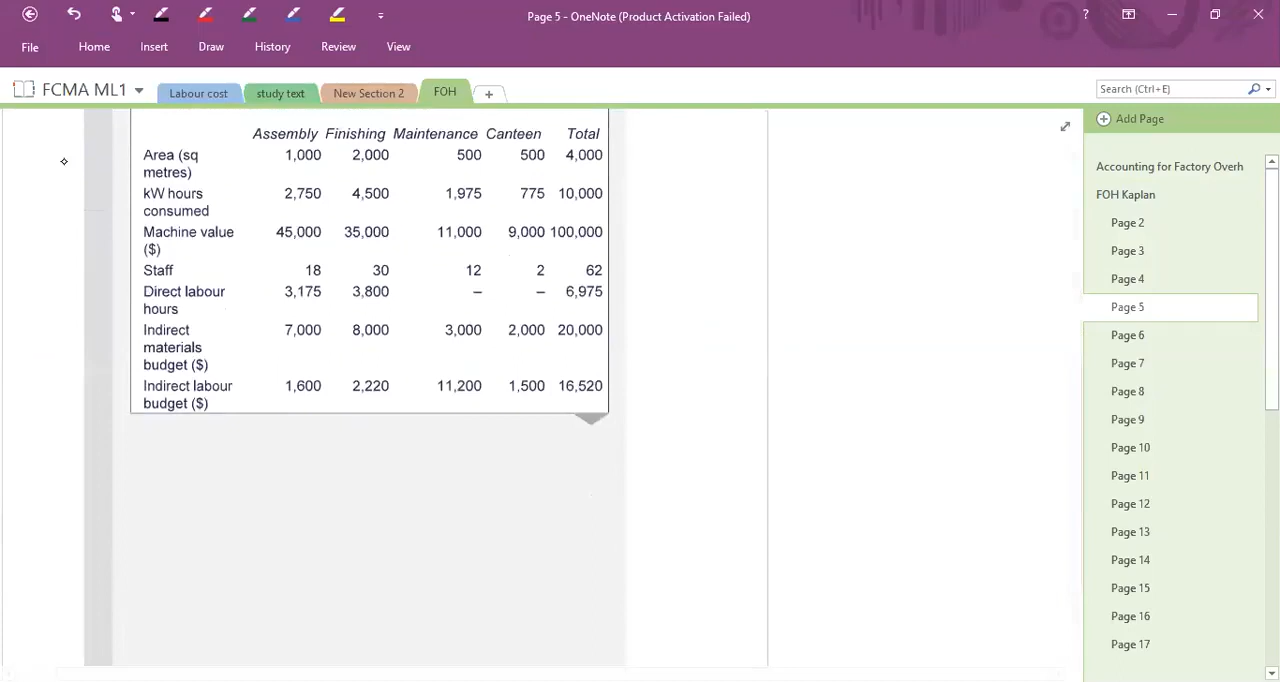 Page 5 - OneNote (Product Activation Failed)
?
File Home Insert Draw History Review View
FCMA ML1 Labour cost study text New Section 2 FOH +
Search (Ctrl+E)
Add Page
Assembly Finishing Maintenance Canteen Total
Area (sq 1,000 2,000 500 500 4,000
metres)
kW hours 2,750 4,500 1,975 775 10,000
consumed
Machine value 45,000 35,000 11,000 9,000 100,000
($)
Staff 18 30 12 2 62
Direct labour 3,175 3,800 – – 6,975
hours
Indirect 7,000 8,000 3,000 2,000 20,000
materials
budget ($)
Indirect labour 1,600 2,220 11,200 1,500 16,520
budget ($)
Accounting for Factory Overh
FOH Kaplan
Page 2
Page 3
Page 4
Page 5
Page 6
Page 7
Page 8
Page 9
Page 10
Page 11
Page 12
Page 13
Page 14
Page 15
Page 16
Page 17